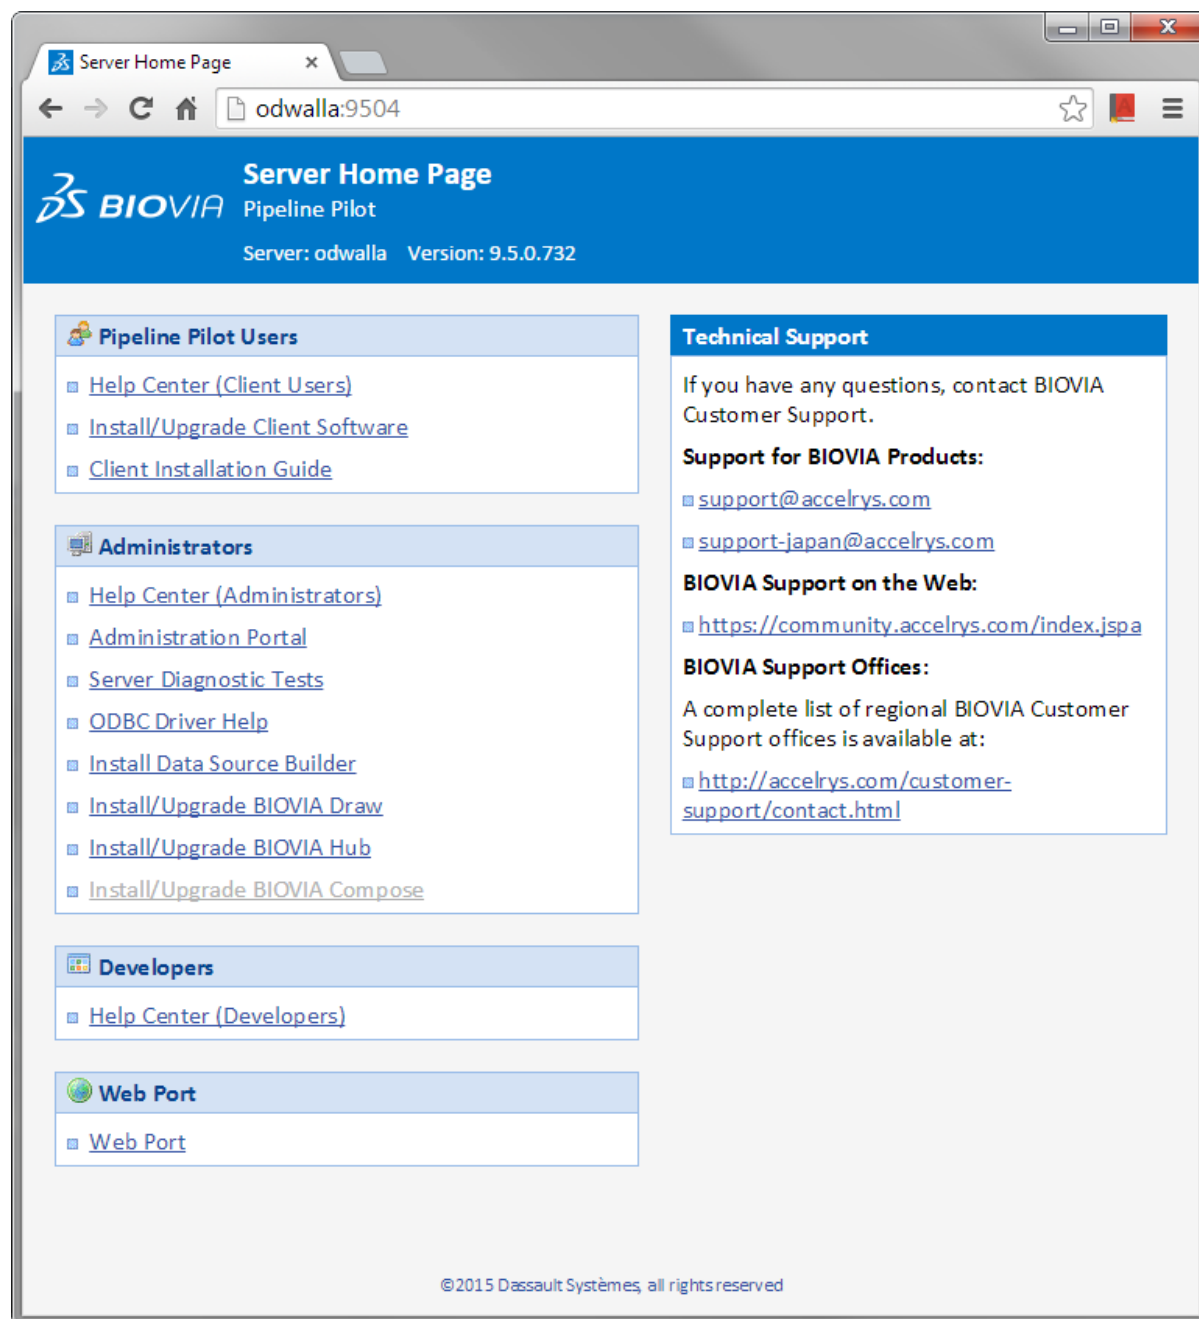 Server Home Page
odwalla:9504
BIOVIA
Server Home Page
Pipeline Pilot
Server: odwalla Version: 9.5.0.732
Pipeline Pilot Users
Help Center (Client Users)
Install/Upgrade Client Software
Client Installation Guide
Administrators
Help Center (Administrators)
Administration Portal
Server Diagnostic Tests
ODBC Driver Help
Install Data Source Builder
Install/Upgrade BIOVIA Draw
Install/Upgrade BIOVIA Hub
Install/Upgrade BIOVIA Compose
Developers
Help Center (Developers)
Web Port
Web Port
Technical Support
If you have any questions, contact BIOVIA
Customer Support.
Support for BIOVIA Products:
support@accelrys.com
support-japan@accelrys.com
BIOVIA Support on the Web:
https://community.accelrys.com/index.jspa
BIOVIA Support Offices:
A complete list of regional BIOVIA Customer
Support offices is available at:
http://accelrys.com/customer-
support/contact.html
©2015 Dassault Systèmes, all rights reserved